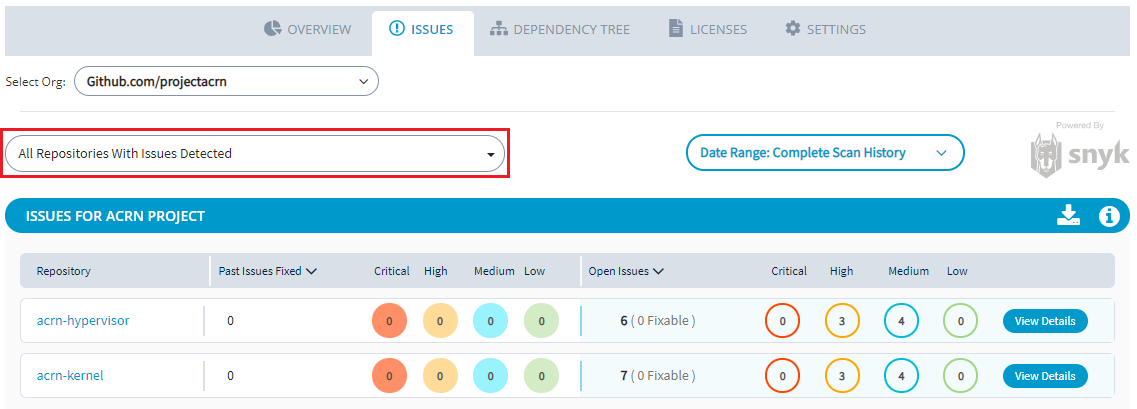 OVERVIEW ISSUES DEPENDENCY TREE LICENSES SETTINGS
Select Org: Github.com/projectacrn
All Repositories With Issues Detected Date Range: Complete Scan History Powered By snyk
ISSUES FOR ACRN PROJECT
Repository Past Issues Fixed Critical High Medium Low Open Issues Critical High Medium Low
acrn-hypervisor 0 0 0 0 0 6 ( 0 Fixable ) 0 3 4 0 View Details
acrn-kernel 0 0 0 0 0 7 ( 0 Fixable ) 0 3 4 0 View Details